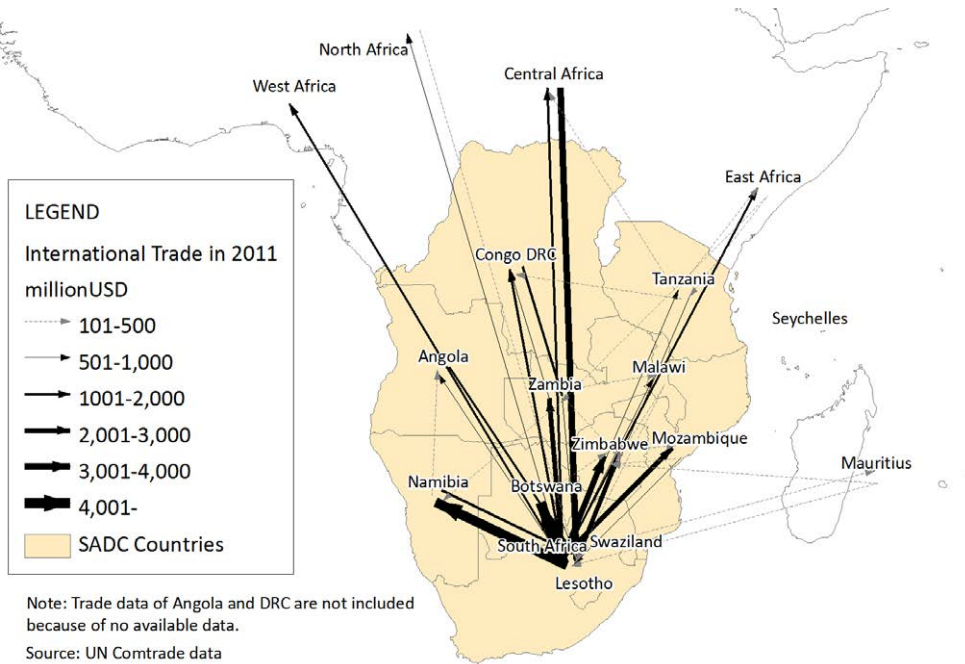 North Africa
Central Africa
West Africa
East Africa
LEGEND
International Trade in 2011
millionUSD
101-500
501-1,000
1001-2,000
2,001-3,000
3,001-4,000
4,001-
SADC Countries
Congo DRC
Tanzania
Seychelles
Angola
Malawi
Zambia
Zimbabwe
Mozambique
Mauritius
Namibia
Botswana
South Africa
Swaziland
Lesotho
Note: Trade data of Angola and DRC are not included
because of no available data.
Source: UN Comtrade data